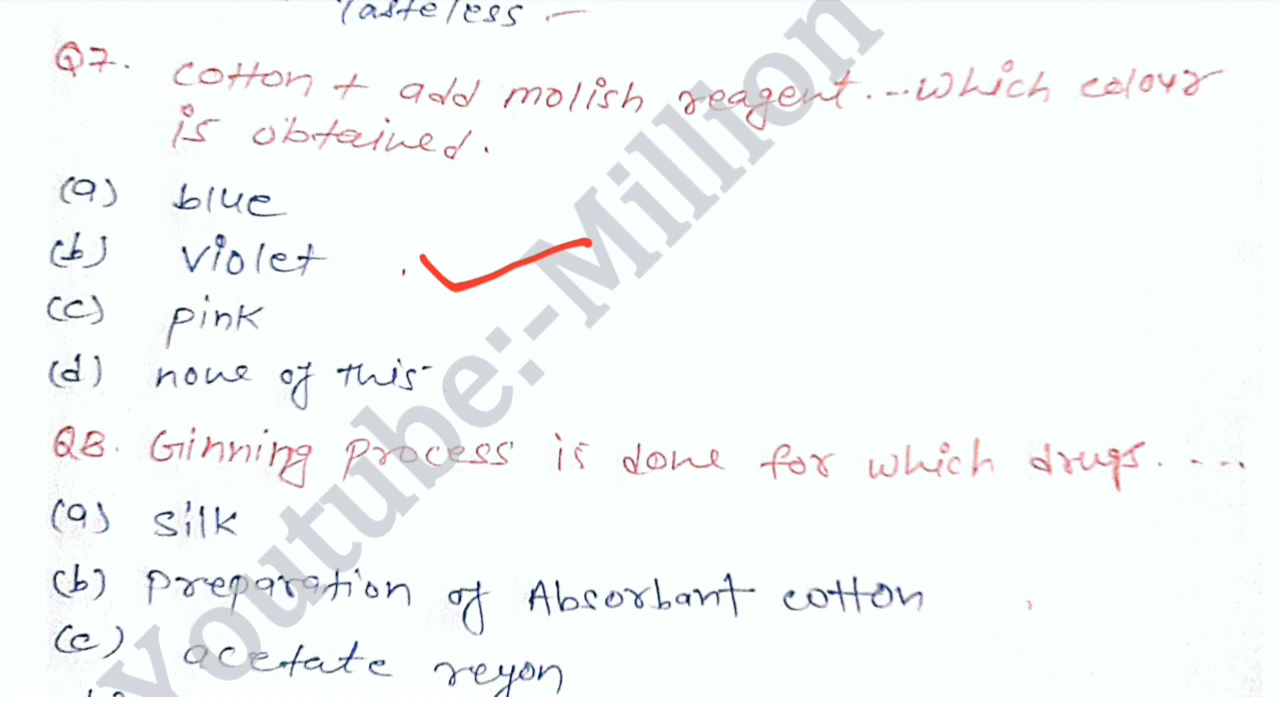 Tasteless -
Q7. cotton + add molish reagent...which colour
is obtained.
(a) blue
(b) violet
(c) pink
(d) none of this-
Q8. Ginning process is done for which drugs....
(a) silk
(b) preparation of Absorbant cotton
(c) acetate reyon
Youtube:-Million